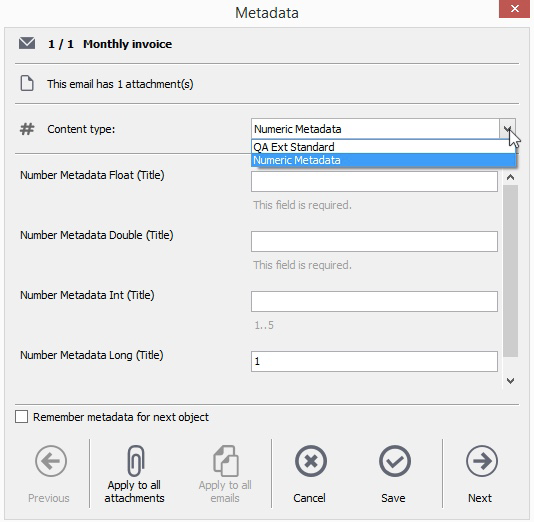 Metadata
1 / 1 Monthly invoice
This email has 1 attachment(s)
# Content type:
Numeric Metadata
QA Ext Standard
Numeric Metadata
Number Metadata Float (Title)
This field is required.
Number Metadata Double (Title)
This field is required.
Number Metadata Int (Title)
1..5
Number Metadata Long (Title)
1
Remember metadata for next object
Previous
Apply to all
attachments
Apply to all
emails
Cancel
Save
Next